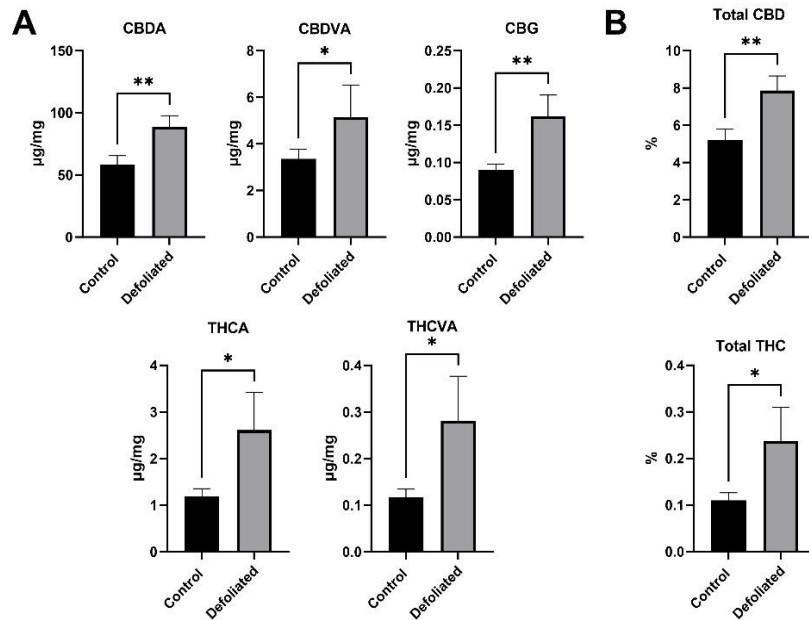 A
B
CBDA
150
100
50
0
µg/mg
**
Control
Defoliated
CBDVA
8
6
4
2
0
µg/mg
*
Control
Defoliated
CBG
0.25
0.20
0.15
0.10
0.05
0.00
µg/mg
**
Control
Defoliated
Total CBD
10
8
6
4
2
0
%
**
Control
Defoliated
THCA
4
3
2
1
0
µg/mg
*
Control
Defoliated
THCVA
0.4
0.3
0.2
0.1
0.0
µg/mg
*
Control
Defoliated
Total THC
0.4
0.3
0.2
0.1
0.0
%
*
Control
Defoliated